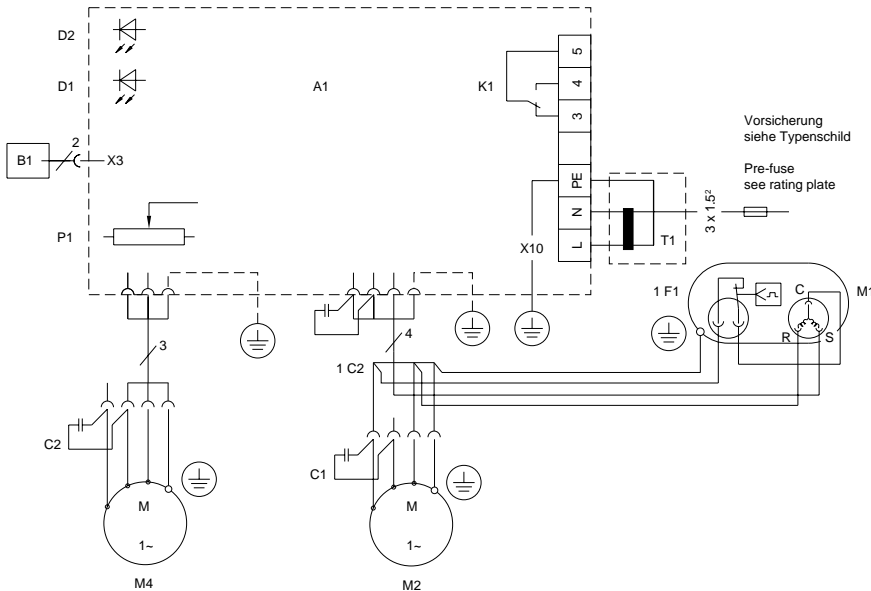 D2
D1
A1
K1
5
4
3
PE
N
L
B1
2
X3
P1
X10
T1
3 x 1.5²
Vorsicherung
siehe Typenschild
Pre-fuse
see rating plate
1 F1
M1
C
R
S
3
4
1 C2
C2
C1
M
1~
M4
M
1~
M2